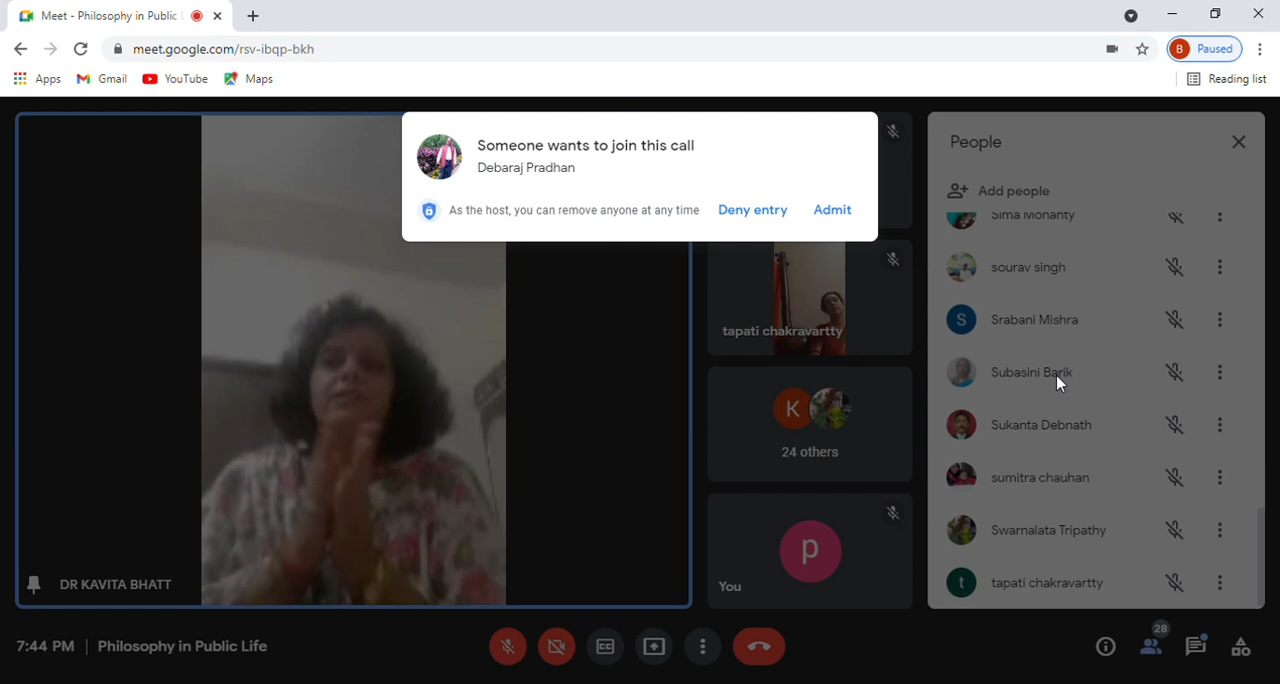 Meet - Philosophy in Public
meet.google.com/rsv-ibqp-bkh
B Paused
Apps Gmail YouTube Maps
Reading list
Someone wants to join this call
Debaraj Pradhan
As the host, you can remove anyone at any time Deny entry Admit
DR KAVITA BHATT
tapati chakravartty
K
24 others
p
You
People
Add people
Sima Mohanty
sourav singh
S Srabani Mishra
Subasini Barik
Sukanta Debnath
sumitra chauhan
Swarnalata Tripathy
t tapati chakravartty
7:44 PM | Philosophy in Public Life
CC
28